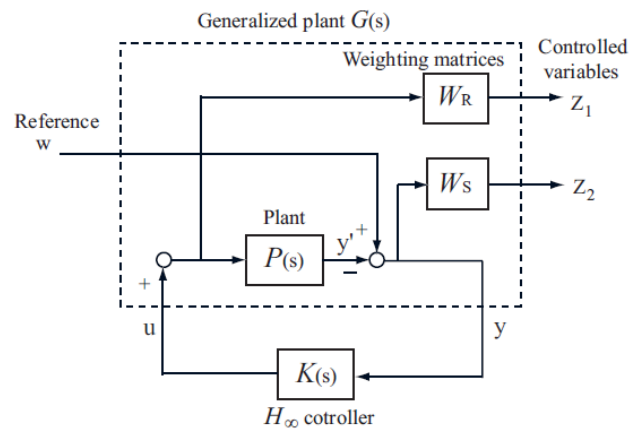 Generalized plant G(s)
Weighting matrices
Controlled
variables
WR
Z1
Reference
w
WS
Z2
Plant
+
y'
P(s)
+
−
u
y
K(s)
H∞ cotroller